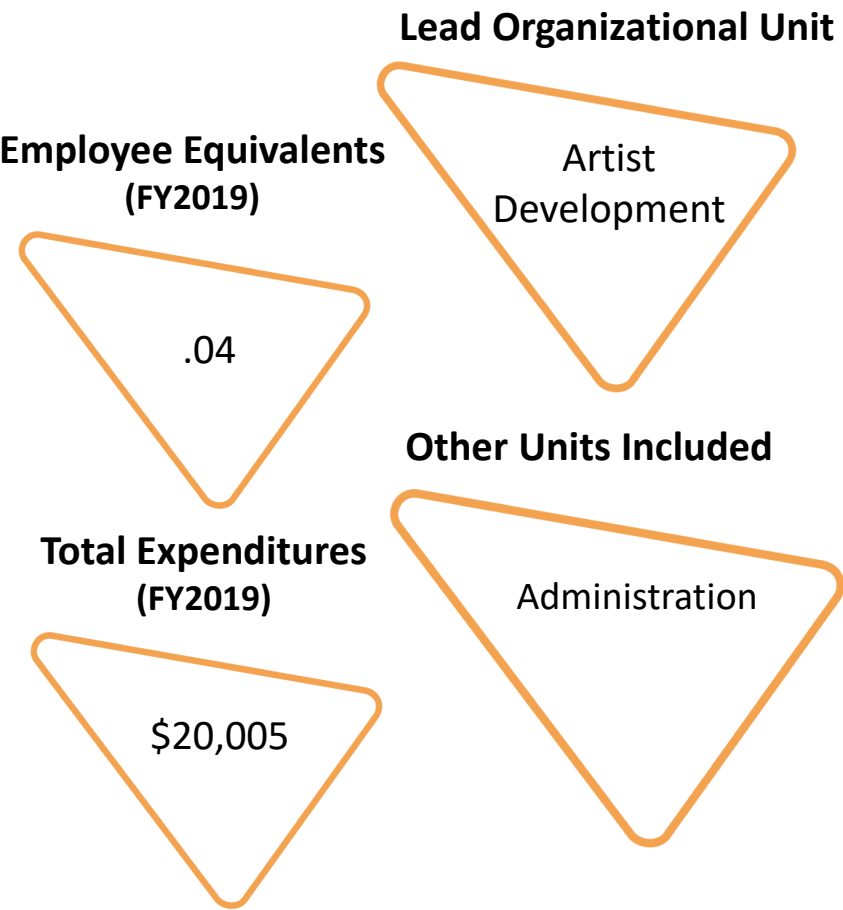 Lead Organizational Unit
Artist
Development
Employee Equivalents
(FY2019)
.04
Other Units Included
Administration
Total Expenditures
(FY2019)
$20,005